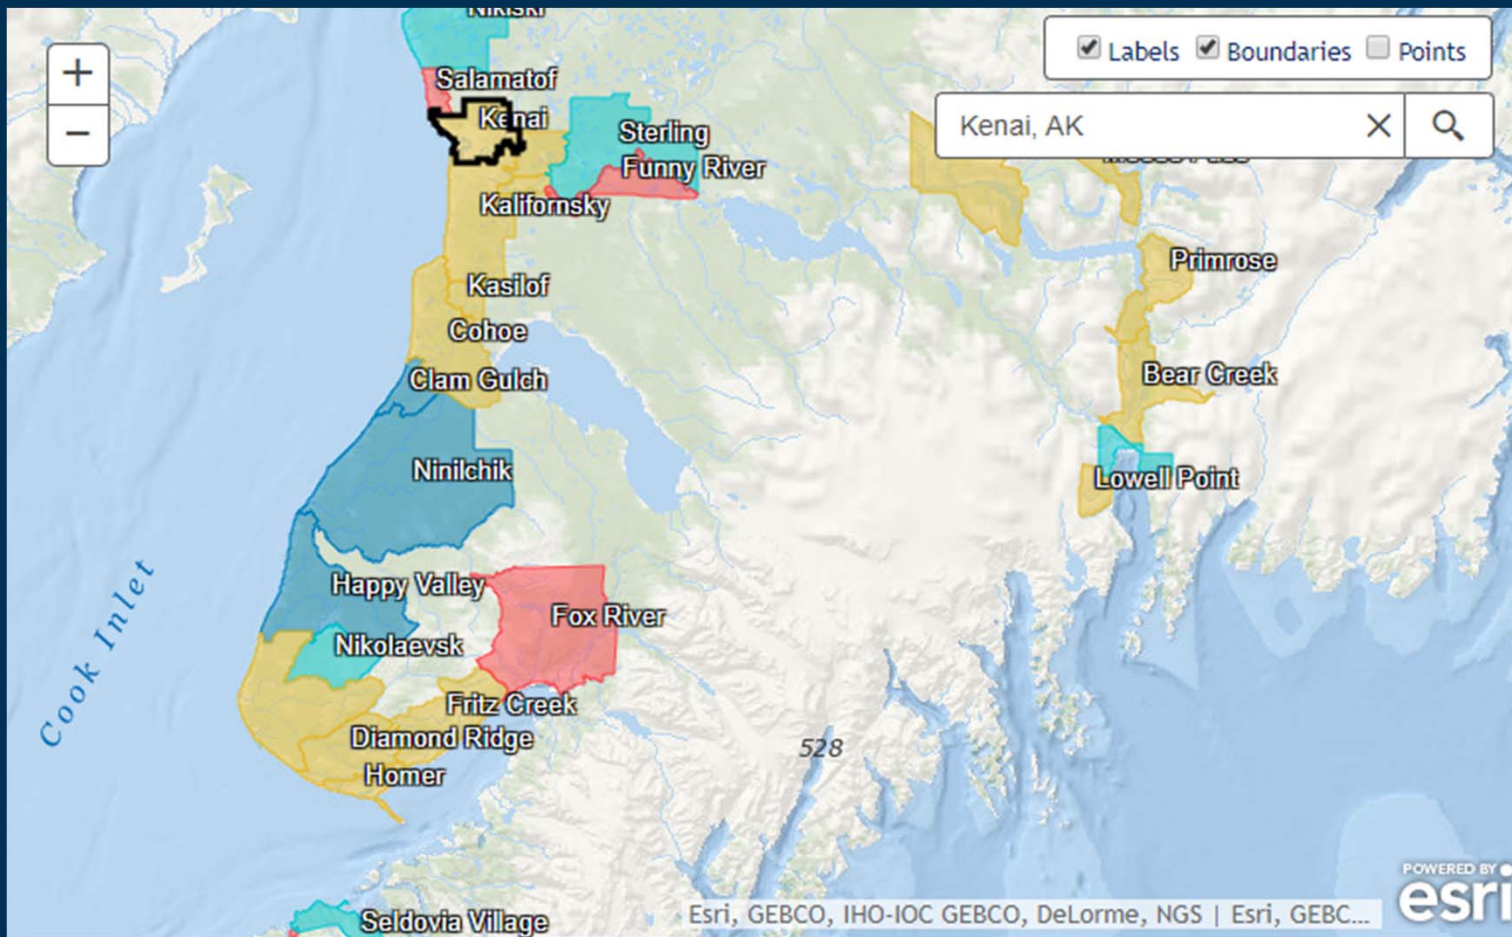 Nikiski
Labels Boundaries Points
Salamatof
Kenai
Kenai, AK
Sterling
Funny River
Kalifornsky
Primrose
Kasilof
Cohoe
Bear Creek
Clam Gulch
Ninilchik
Lowell Point
Happy Valley
Fox River
Nikolaevsk
Cook Inlet
Fritz Creek
Diamond Ridge
528
Homer
POWERED BY
esri
Esri, GEBCO, IHO-IOC GEBCO, DeLorme, NGS | Esri, GEBC...
Seldovia Village